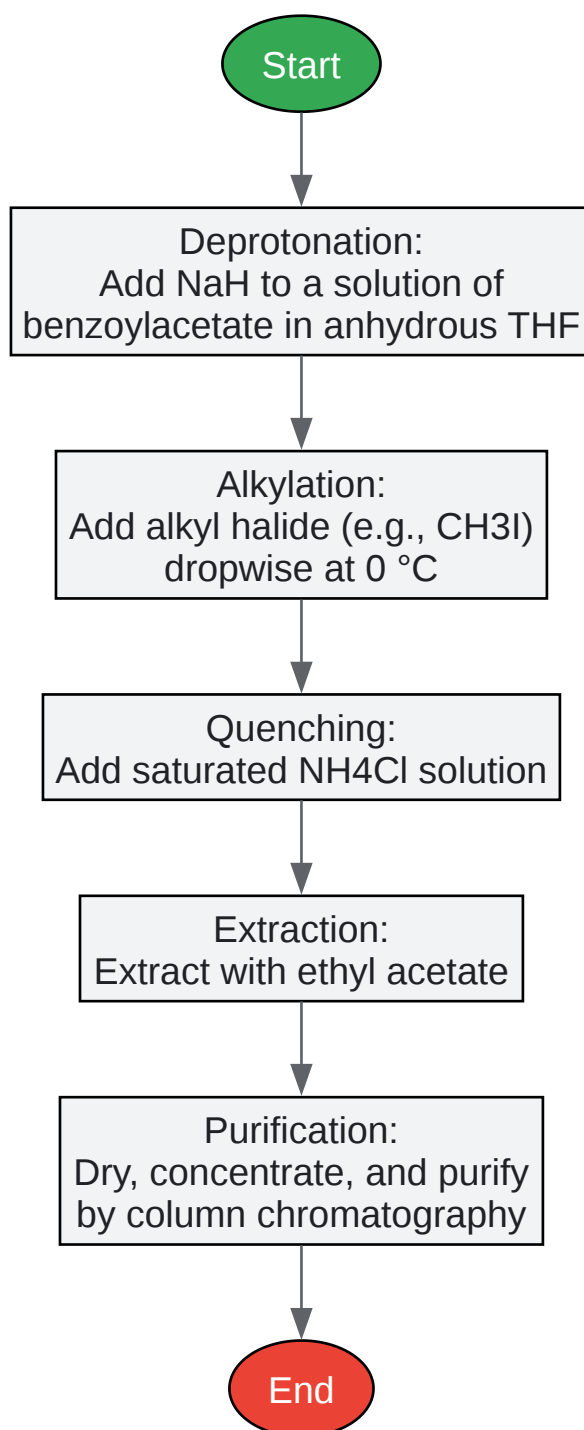 Start
Deprotonation:
Add NaH to a solution of
benzoylacetate in anhydrous THF
Alkylation:
Add alkyl halide (e.g., CH3I)
dropwise at 0 °C
Quenching:
Add saturated NH4Cl solution
Extraction:
Extract with ethyl acetate
Purification:
Dry, concentrate, and purify
by column chromatography
End